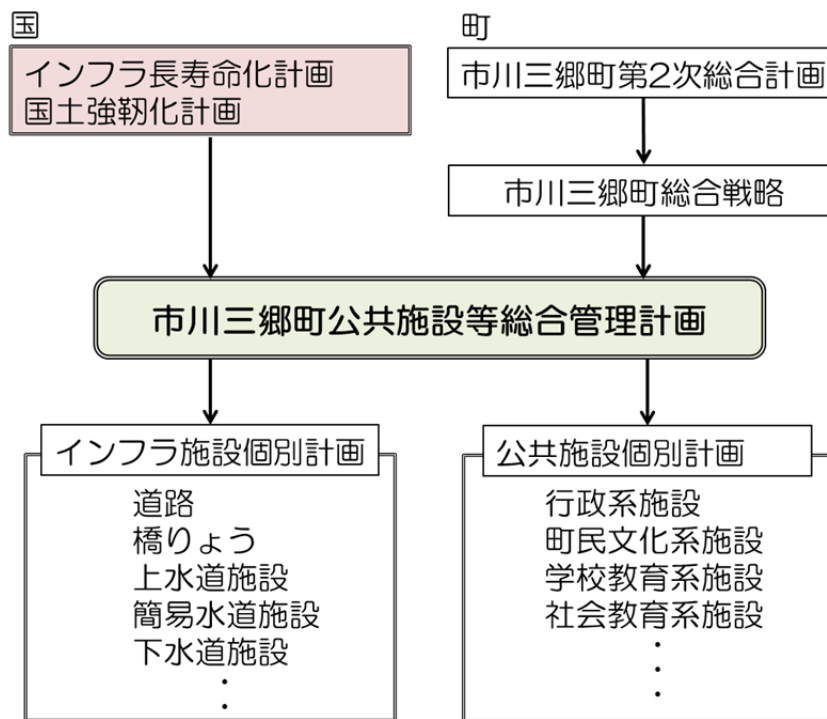 国
インフラ長寿命化計画
国土強靭化計画
町
市川三郷町第2次総合計画
市川三郷町総合戦略
市川三郷町公共施設等総合管理計画
インフラ施設個別計画
道路
橋りょう
上水道施設
簡易水道施設
下水道施設
・
・
公共施設個別計画
行政系施設
町民文化系施設
学校教育系施設
社会教育系施設
・
・
・